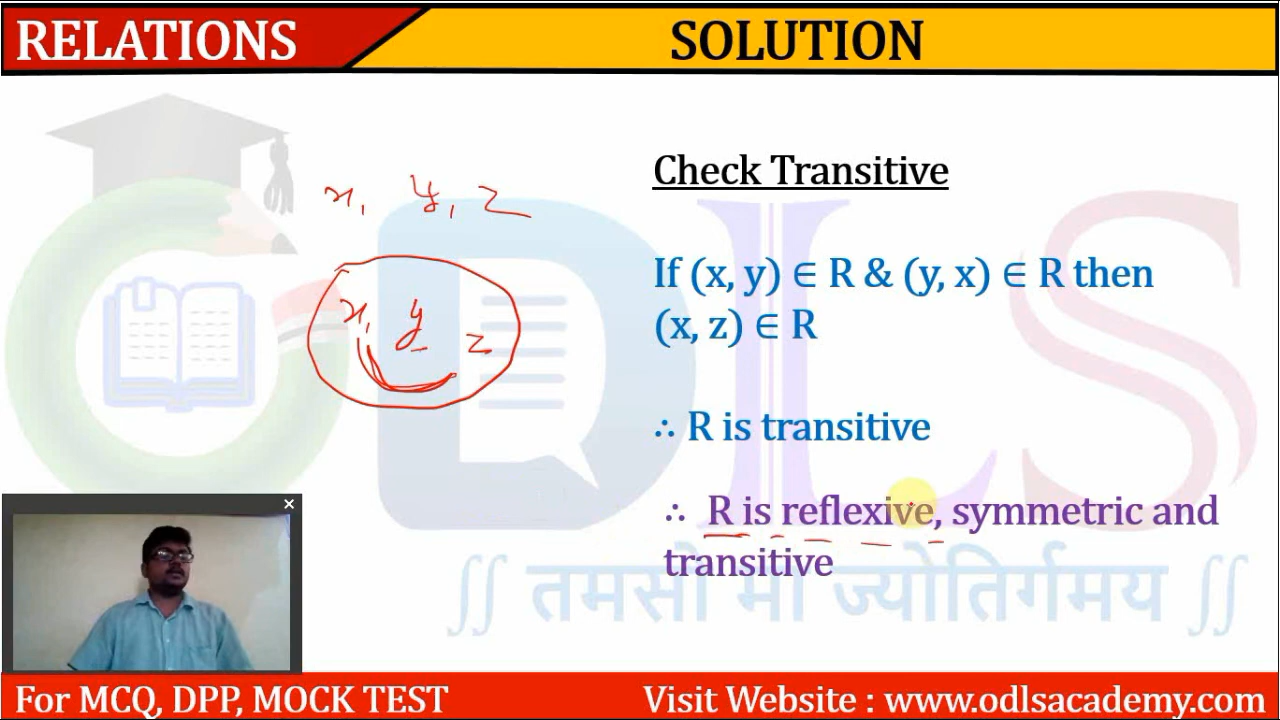 RELATIONS
SOLUTION
x, y, z
x, y z
Check Transitive
If (x, y) ∈ R & (y, x) ∈ R then
(x, z) ∈ R
∴ R is transitive
∴ R is reflexive, symmetric and
transitive
ODLS
∫∫ तमसो मा ज्योतिर्गमय ∫∫
For MCQ, DPP, MOCK TEST
Visit Website : www.odlsacademy.com